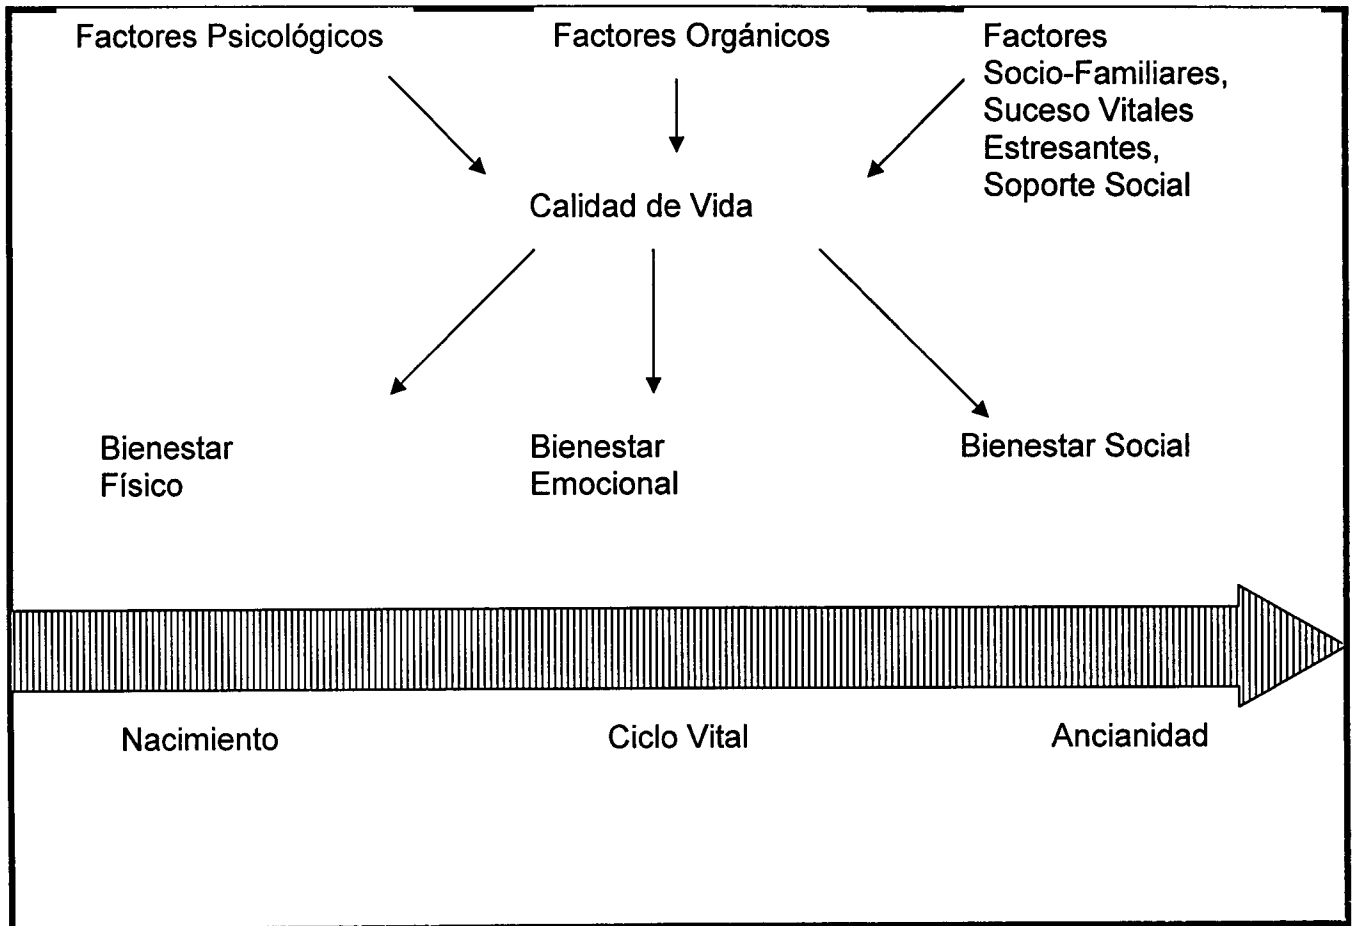 Factores Psicológicos
Factores Orgánicos
Factores
Socio-Familiares,
Suceso Vitales
Estresantes,
Soporte Social
Calidad de Vida
Bienestar
Físico
Bienestar
Emocional
Bienestar Social
Nacimiento
Ciclo Vital
Ancianidad